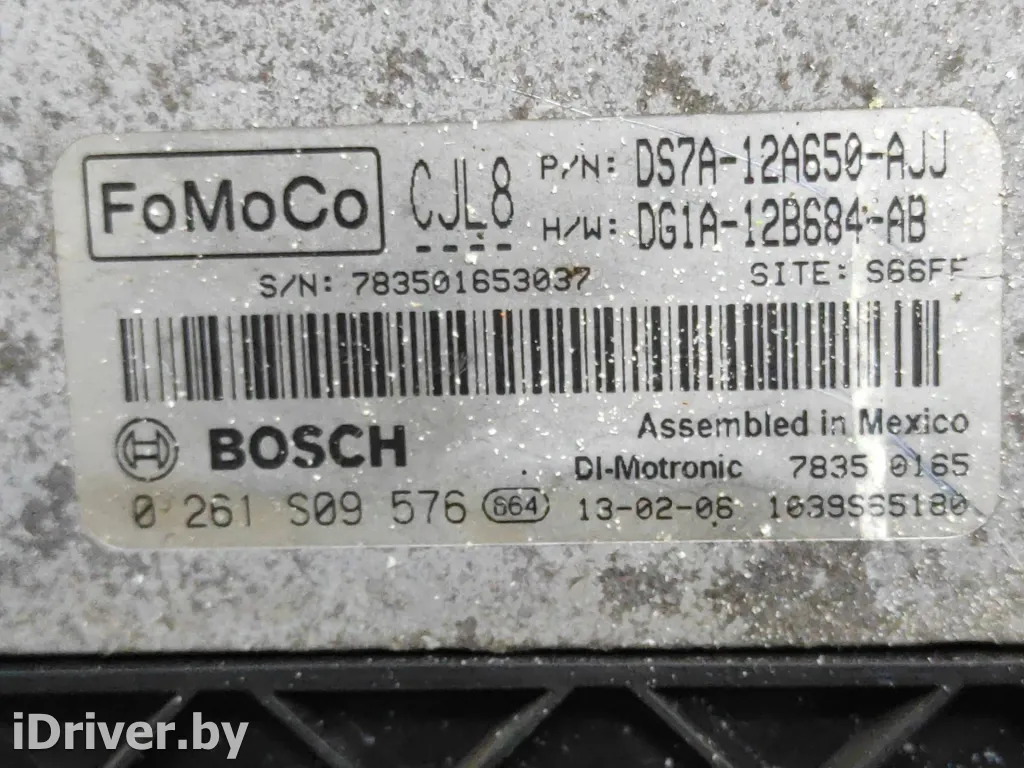 FoMoCo CJL8 P/N: DS7A-12A650-AJJ
H/W: DG1A-12B684-AB
S/N: 783501653037 SITE: S66FF
BOSCH Assembled in Mexico
DI-Motronic 7835 0165
0 261 S09 576 S64 13-02-06 1039S65180
iDriver.by